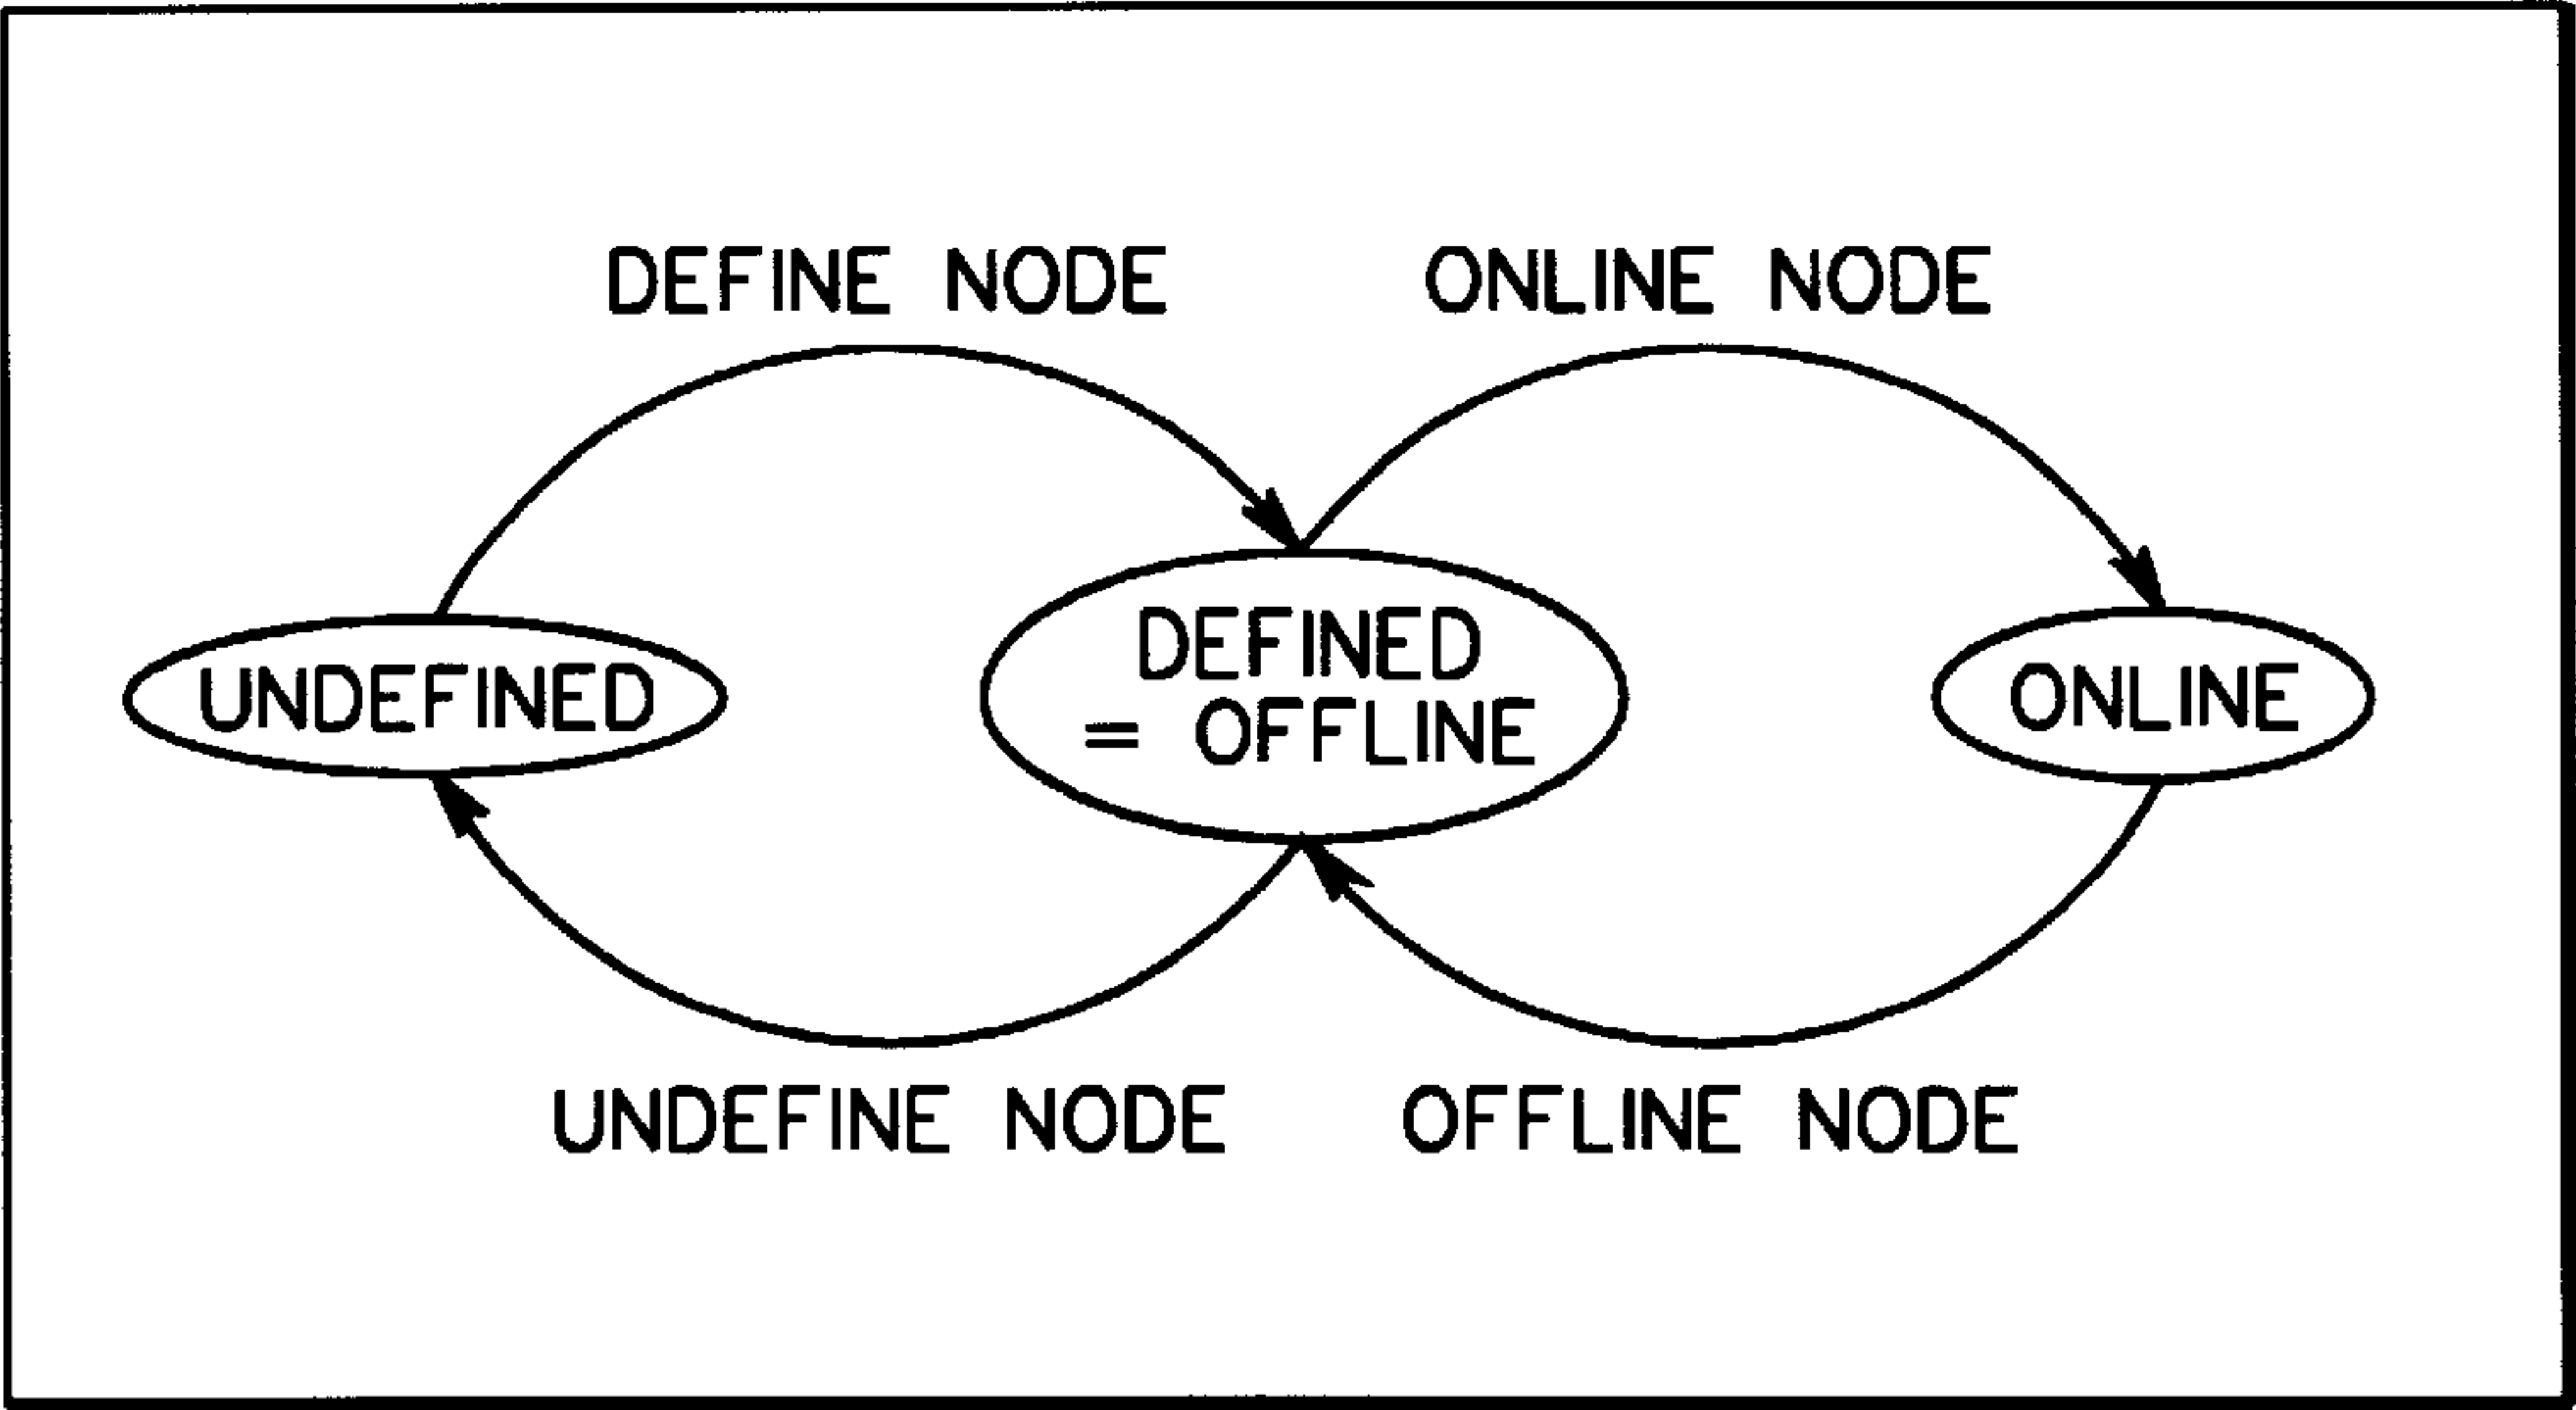 DEFINE NODE
ONLINE NODE
UNDEFINED
DEFINED
= OFFLINE
ONLINE
UNDEFINE NODE
OFFLINE NODE